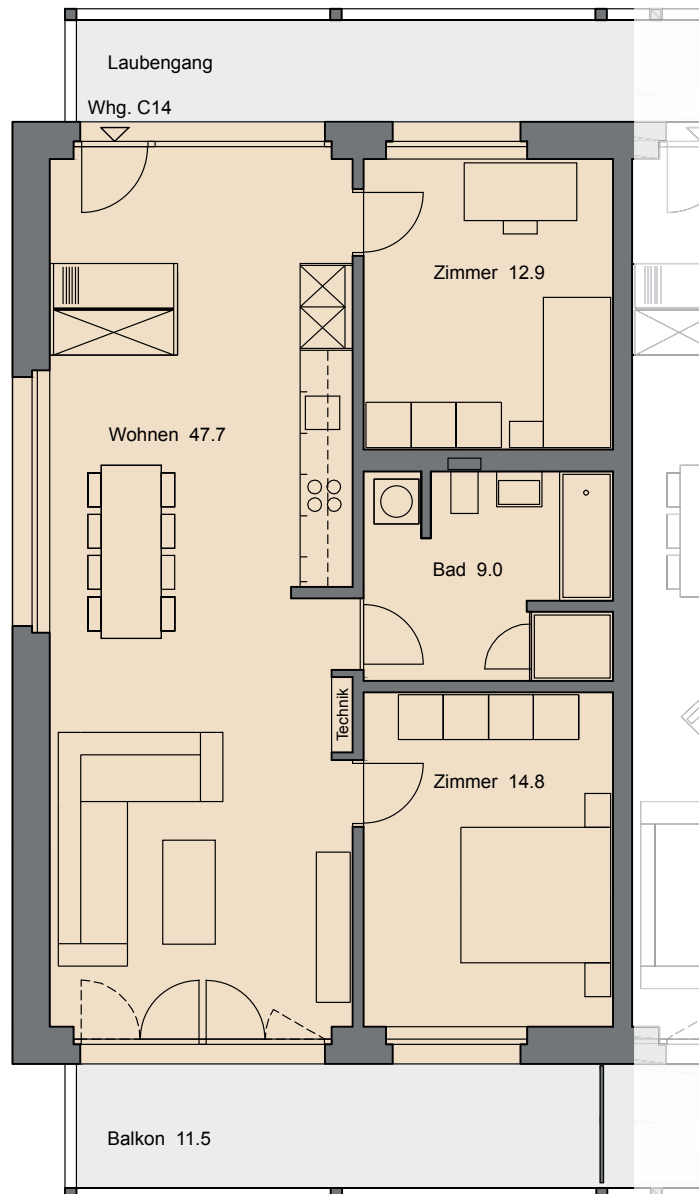 Laubengang
Whg. C14
Zimmer 12.9
Wohnen 47.7
Bad 9.0
Technik
Zimmer 14.8
Balkon 11.5